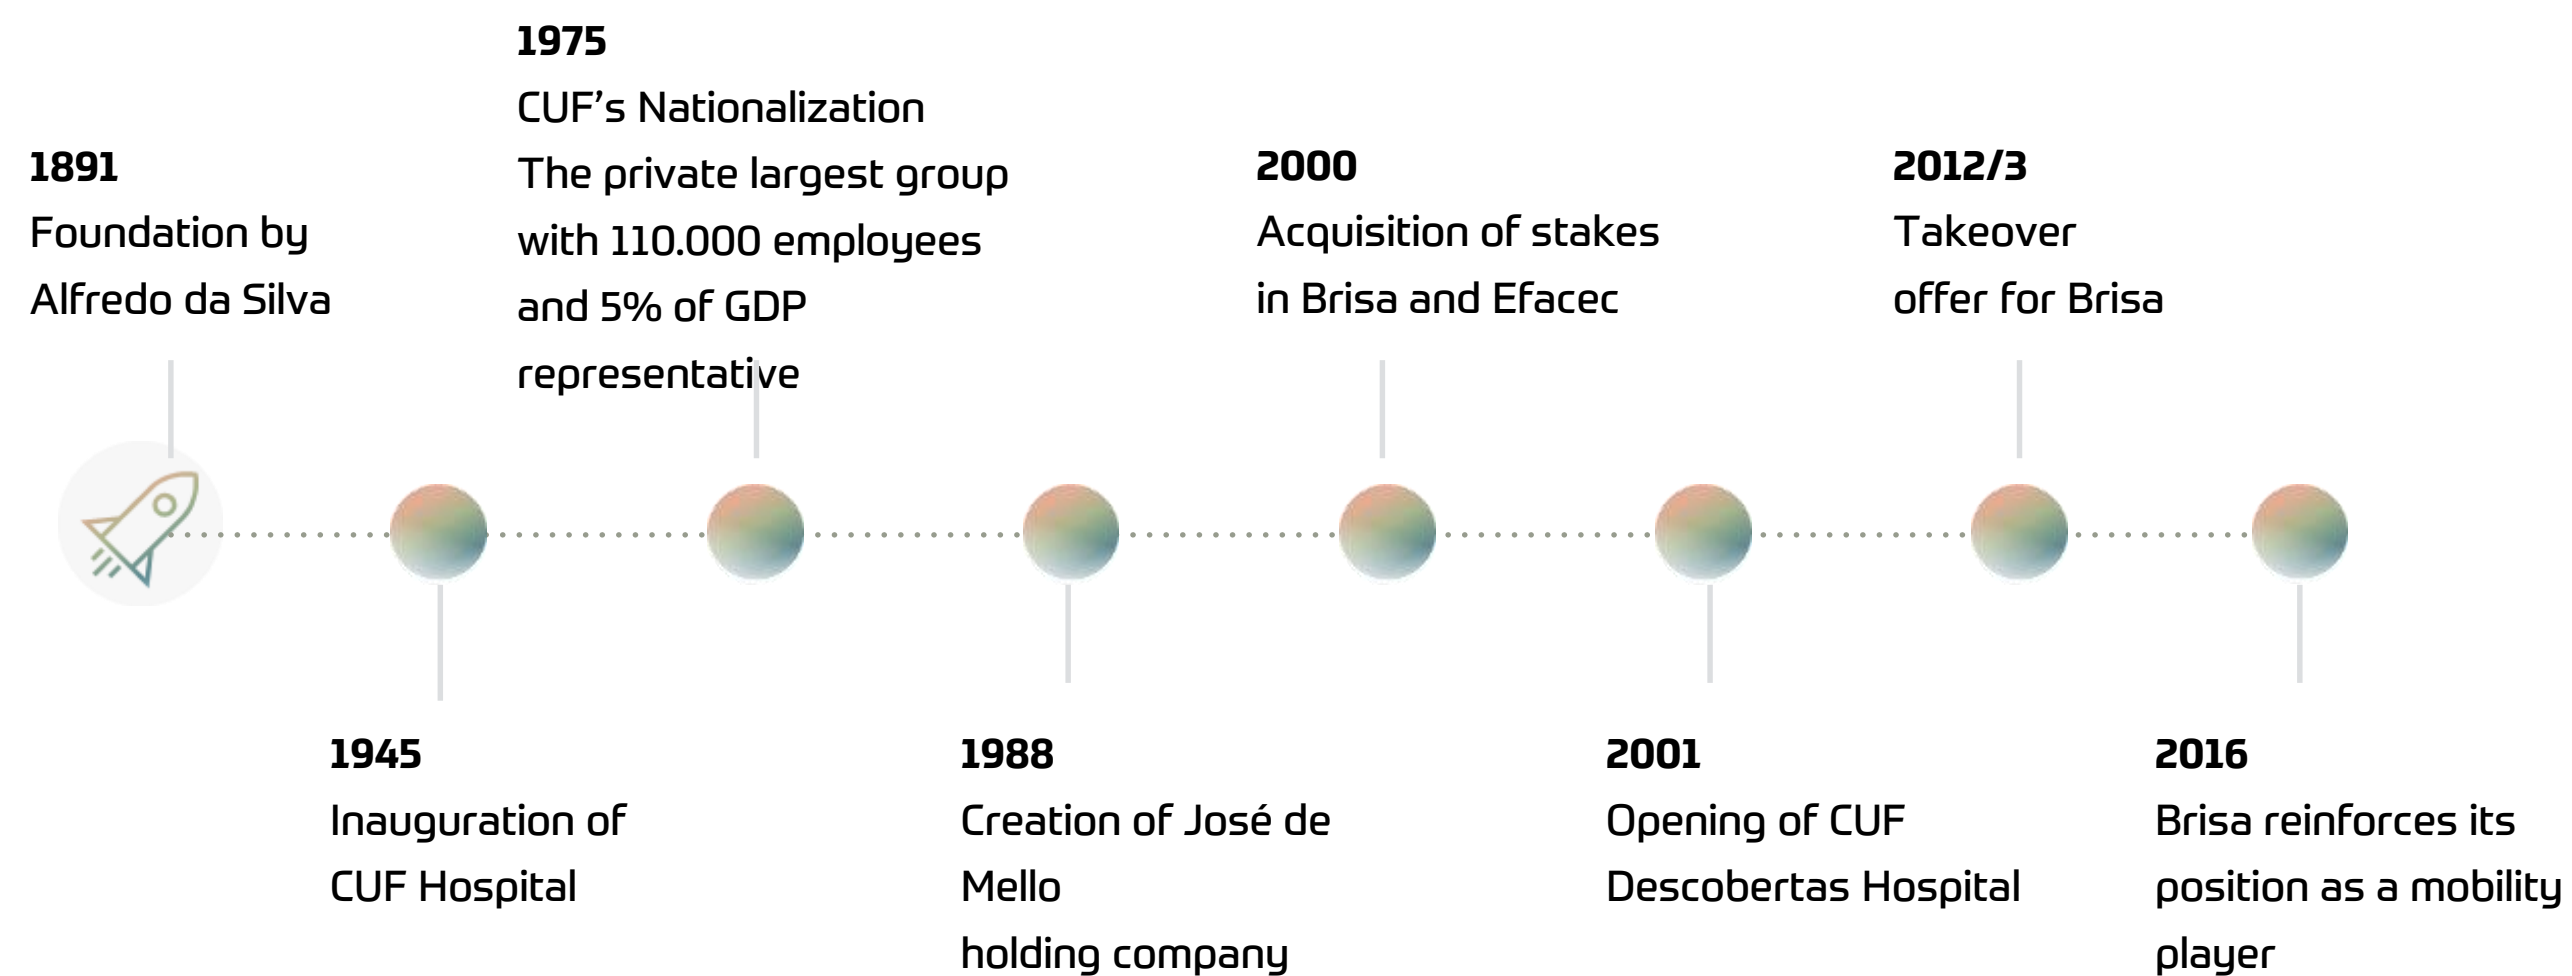 1891
Foundation by
Alfredo da Silva
1945
Inauguration of
CUF Hospital
1975
CUF’s Nationalization
The private largest group
with 110.000 employees
and 5% of GDP
representative
1988
Creation of José de
Mello
holding company
2000
Acquisition of stakes
in Brisa and Efacec
2001
Opening of CUF
Descobertas Hospital
2012/3
Takeover
offer for Brisa
2016
Brisa reinforces its
position as a mobility
player